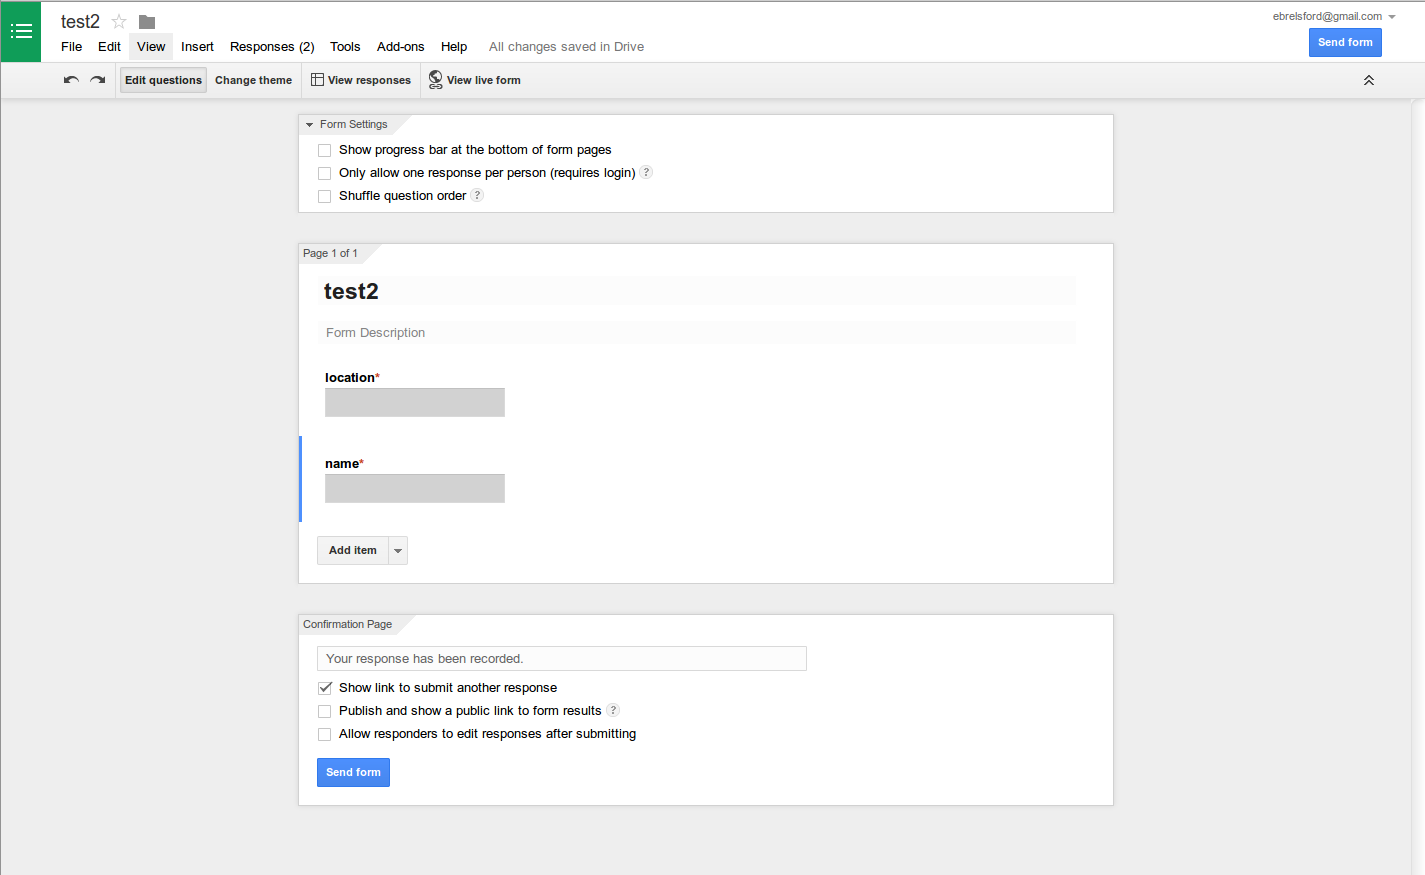 test2
ebrelsford@gmail.com
File Edit View Insert Responses (2) Tools Add-ons Help All changes saved in Drive
Send form
Edit questions Change theme View responses View live form
Form Settings
Show progress bar at the bottom of form pages
Only allow one response per person (requires login) ?
Shuffle question order ?
Page 1 of 1
test2
Form Description
location*
name*
Add item
Confirmation Page
Your response has been recorded.
Show link to submit another response
Publish and show a public link to form results ?
Allow responders to edit responses after submitting
Send form